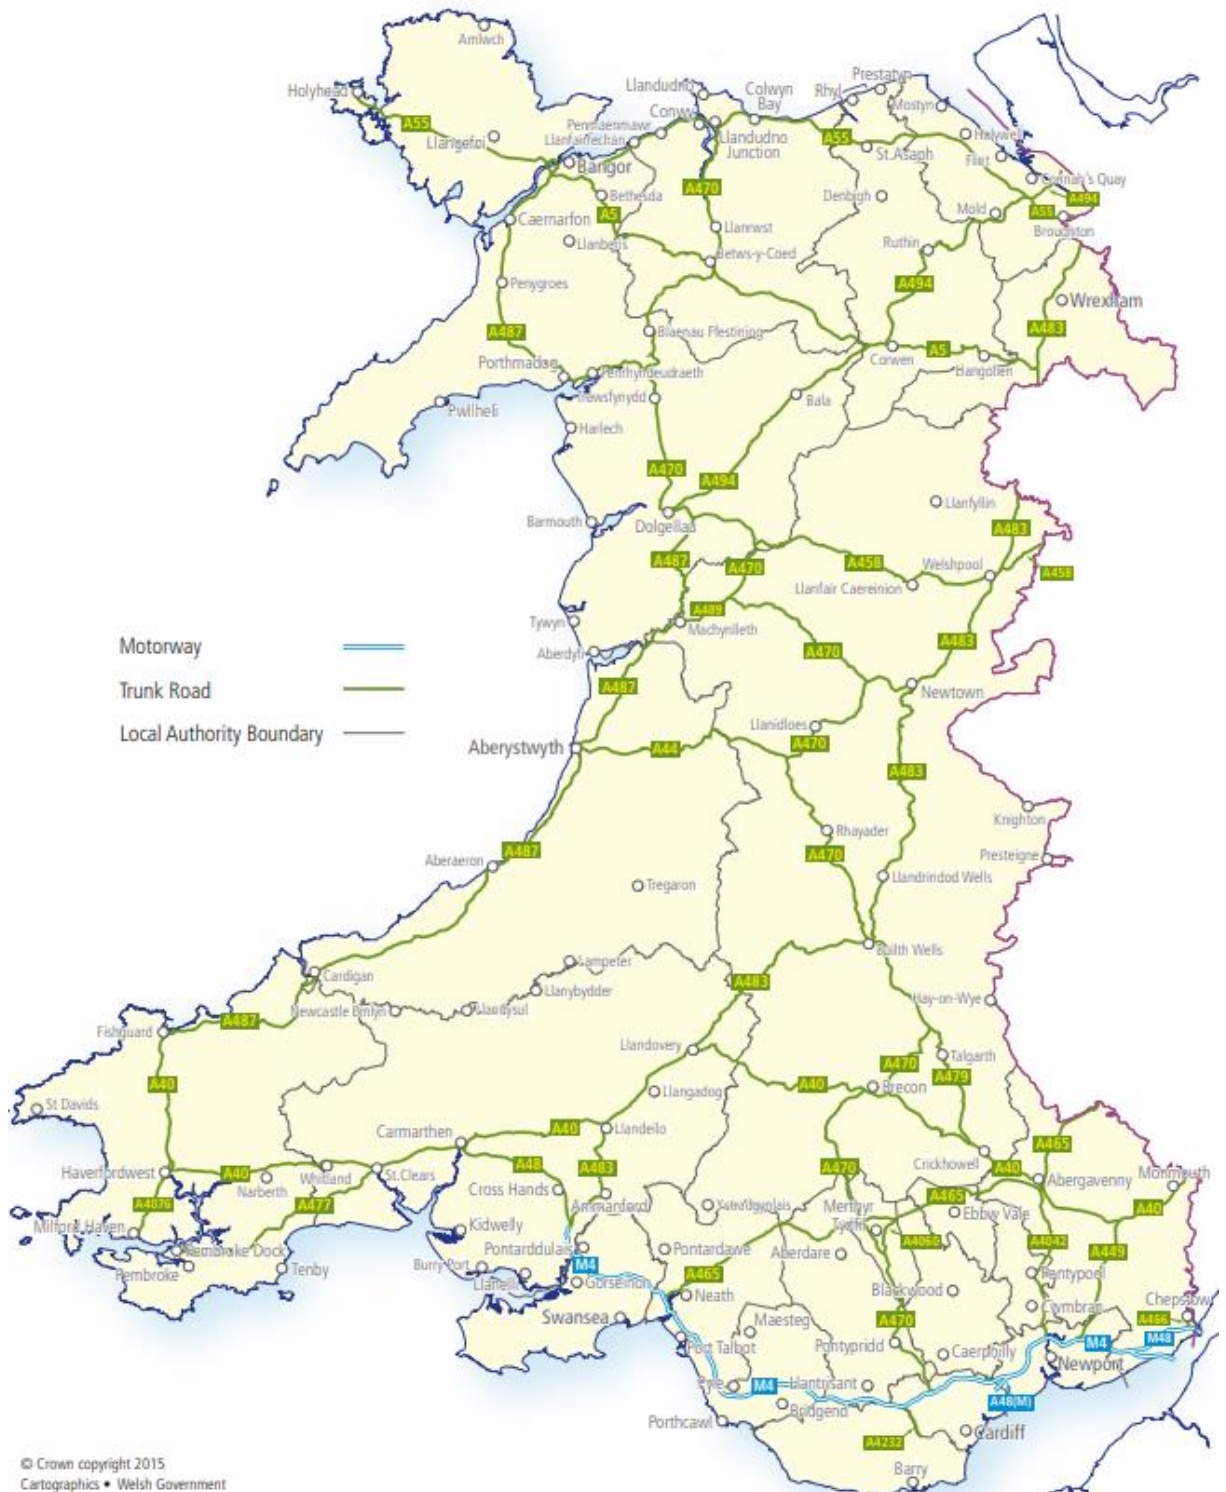 Amlwch
Holyhead
A55
Llangefni
Llandudno
Conwy
Penmaenmawr
Llanfairfechan
Bangor
Colwyn
Bay
Llandudno
Junction
Rhyl
Prestatyn
Mostyn
A55
Holywell
St.Asaph
Flint
Connah's Quay
A494
A55
Broughton
Bethesda
A5
A470
Denbigh
Mold
Caernarfon
Llanberis
Llanrwst
Ruthin
Betws-y-Coed
Penygroes
A494
Wrexham
A487
Blaenau Ffestiniog
A483
Corwen
A5
Porthmadog
Penrhyndeudraeth
Trawsfynydd
Bala
Pwllheli
Harlech
A470
A494
Llanfyllin
Barmouth
Dolgellau
A483
A487
A470
A458
Welshpool
A458
Llanfair Caereinion
A489
Tywyn
Machynlleth
A483
Motorway
Aberdyfi
A470
Trunk Road
A487
Newtown
Local Authority Boundary
Llanidloes
Aberystwyth
A44
A470
A483
Knighton
Rhayader
A487
A470
Aberaeron
Presteigne
Tregaron
Llandrindod Wells
Builth Wells
Lampeter
Cardigan
A483
Llanybydder
Hay-on-Wye
Newcastle Emlyn
Llandysul
A487
Fishguard
Llandovery
Talgarth
A470
A479
A40
A40
Brecon
Llangadog
St Davids
Carmarthen
A40
Llandeilo
A465
Crickhowell
A40
Abergavenny
Monmouth
Haverfordwest
A40
Whitland
St.Clears
A48
A483
A470
Narberth
Cross Hands
Ammanford
A465
A40
A4076
A477
Merthyr
Tydfil
Ebbw Vale
Milford Haven
Kidwelly
A4060
A4042
A449
Pembroke Dock
Pontarddulais
Pontardawe
Aberdare
Pembroke
Tenby
Burry Port
M4
A465
Pontypool
Llanelli
Gorseinon
Neath
Blackwood
Cwmbran
Chepstow
Swansea
Maesteg
A470
A466
Port Talbot
Pontypridd
Caerphilly
M4
M48
Newport
Pyle
M4
Llantrisant
A48(M)
Bridgend
Porthcawl
Cardiff
A4232
Barry
© Crown copyright 2015
Cartographics • Welsh Government